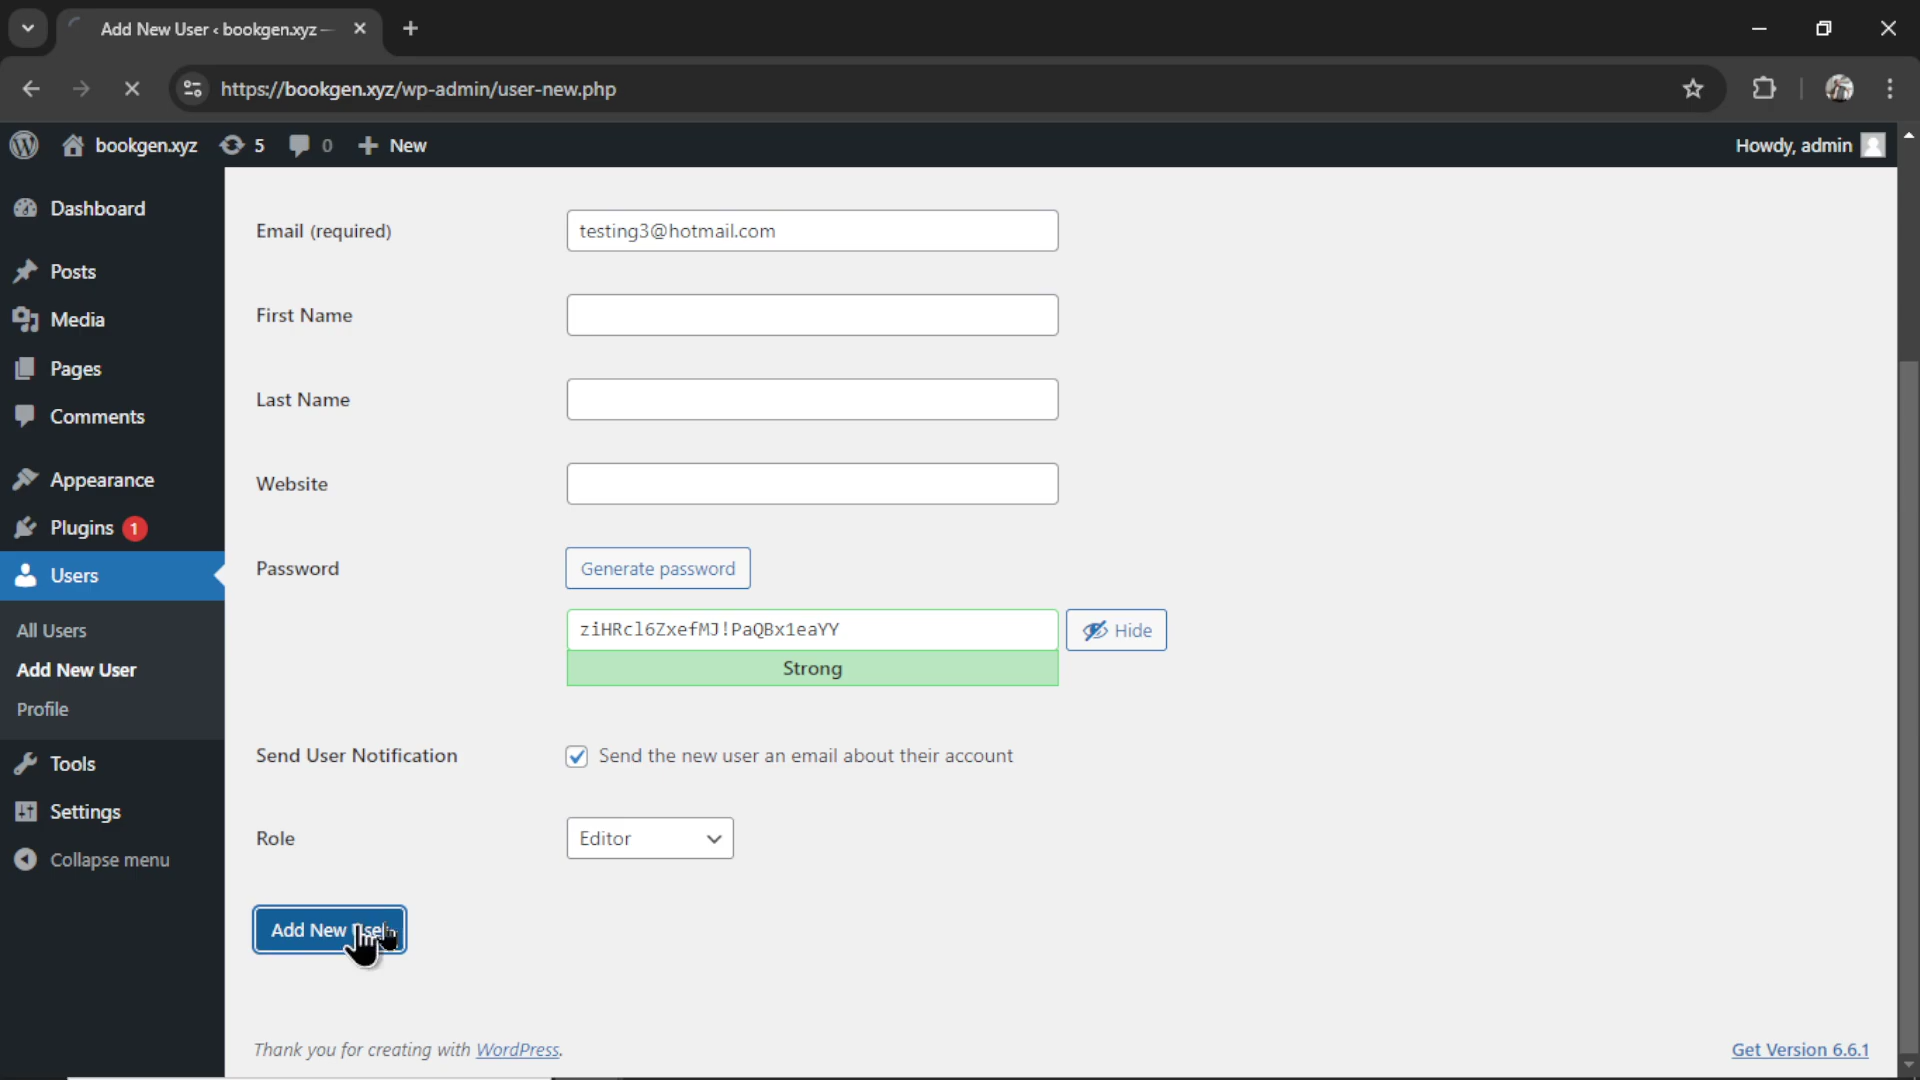 Add New User ‹ bookgen.xyz —
https://bookgen.xyz/wp-admin/user-new.php
bookgen.xyz 5 0 New Howdy, admin
Dashboard
Posts
Media
Pages
Comments
Appearance
Plugins 1
Users
All Users
Add New User
Profile
Tools
Settings
Collapse menu
Email (required) testing3@hotmail.com
First Name
Last Name
Website
Password Generate password
ziHRcl6ZxefMJ!PaQBx1eaYY Hide
Strong
Send User Notification Send the new user an email about their account
Role Editor
Add New User
Thank you for creating with WordPress. Get Version 6.6.1